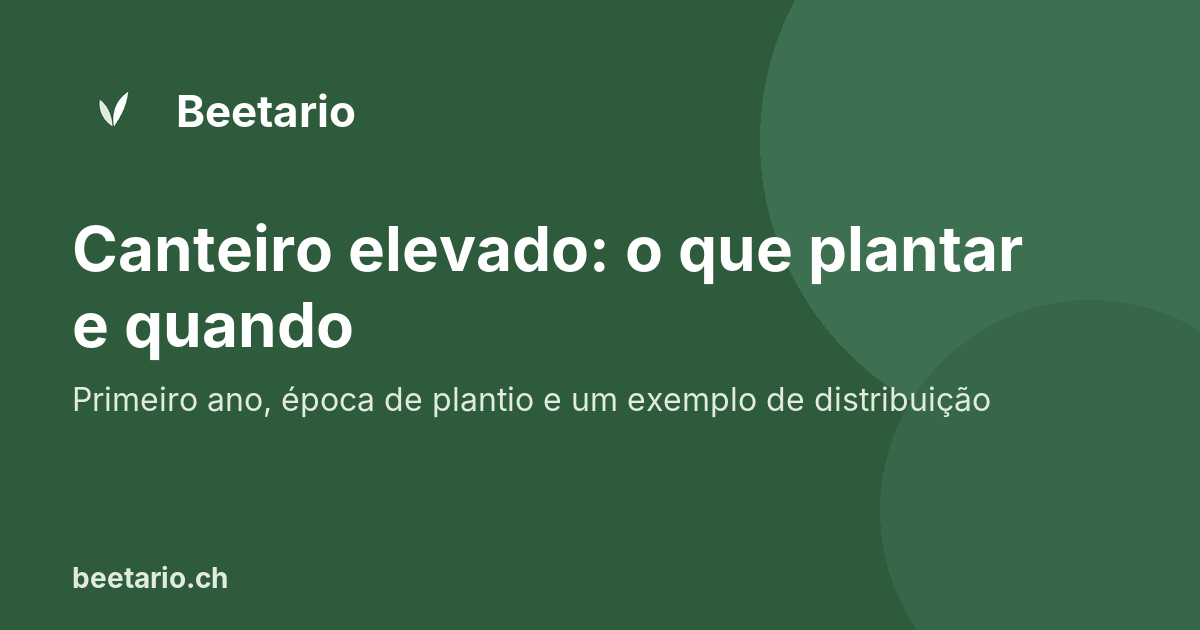 Beetario
Canteiro elevado: o que plantar
e quando
Primeiro ano, época de plantio e um exemplo de distribuição
beetario.ch